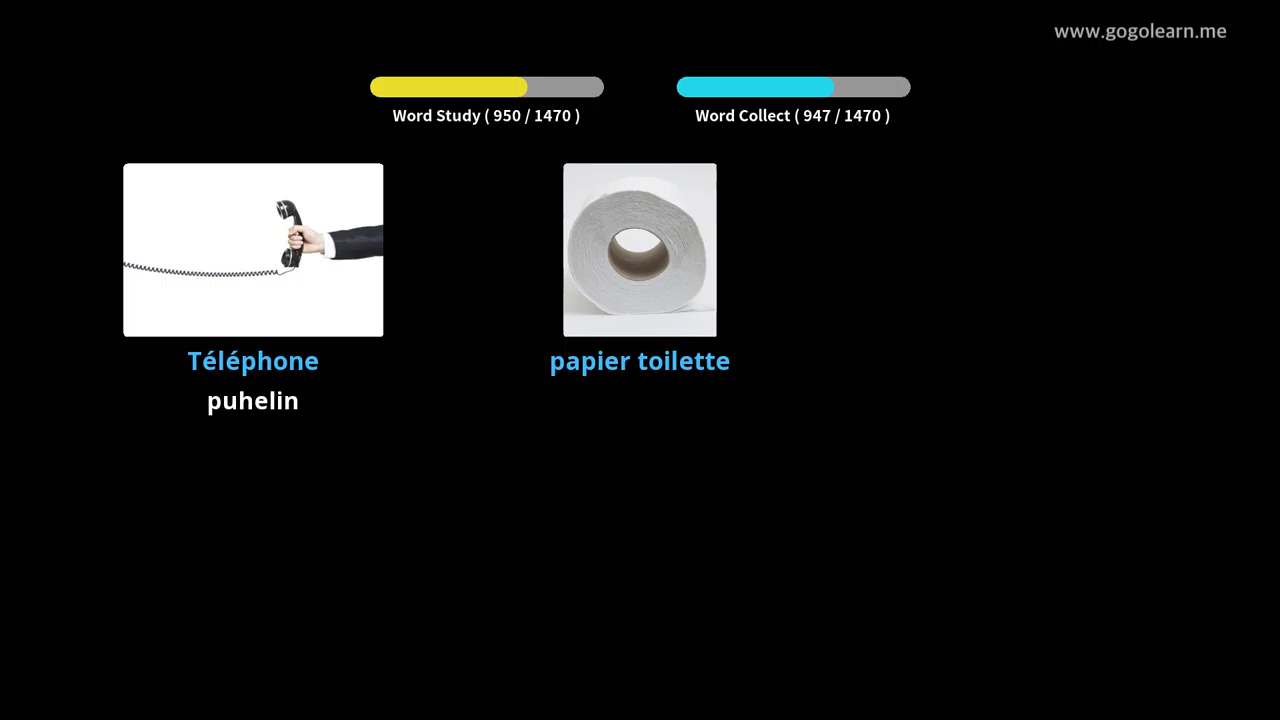 www.gogolearn.me
Word Study ( 950 / 1470 )
Word Collect ( 947 / 1470 )
Téléphone
puhelin
papier toilette